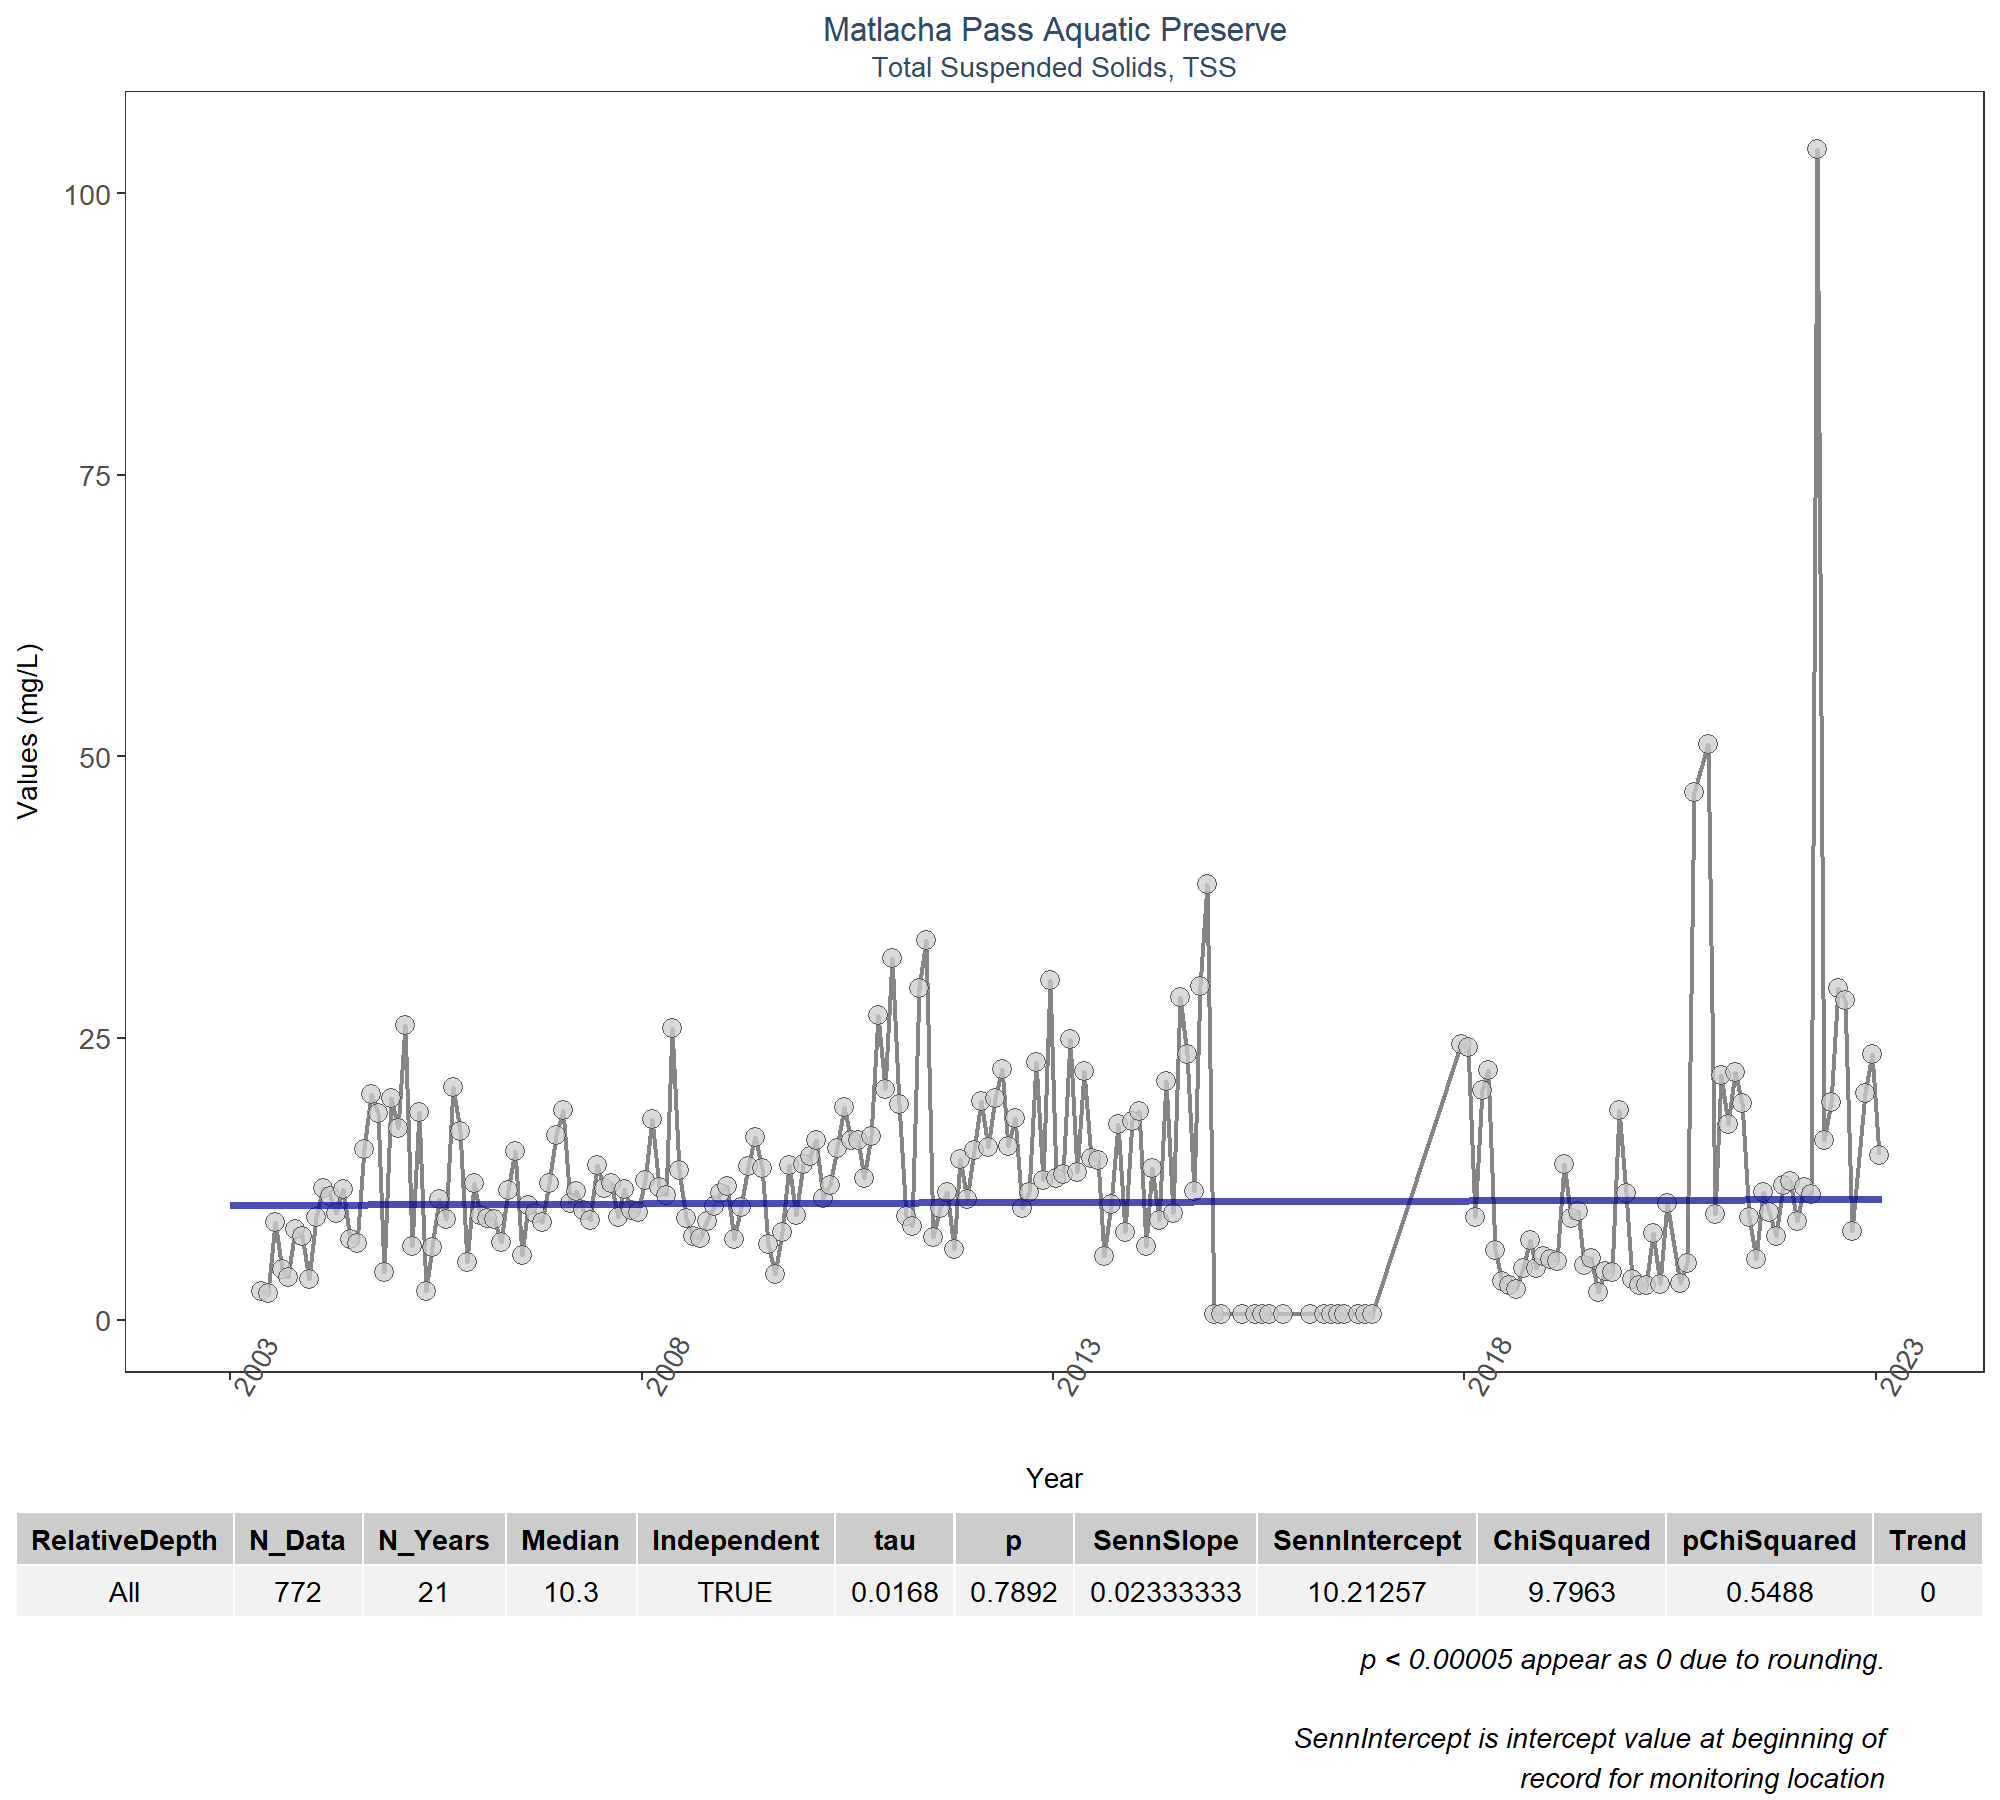 Matlacha Pass Aquatic Preserve
Total Suspended Solids, TSS
Values (mg/L)
100
75
50
25
0
2003 2008 2013 2018 2023
Year
RelativeDepth N_Data N_Years Median Independent tau p SennSlope SennIntercept ChiSquared pChiSquared Trend
All 772 21 10.3 TRUE 0.0168 0.7892 0.02333333 10.21257 9.7963 0.5488 0
p < 0.00005 appear as 0 due to rounding.
SennIntercept is intercept value at beginning of
record for monitoring location